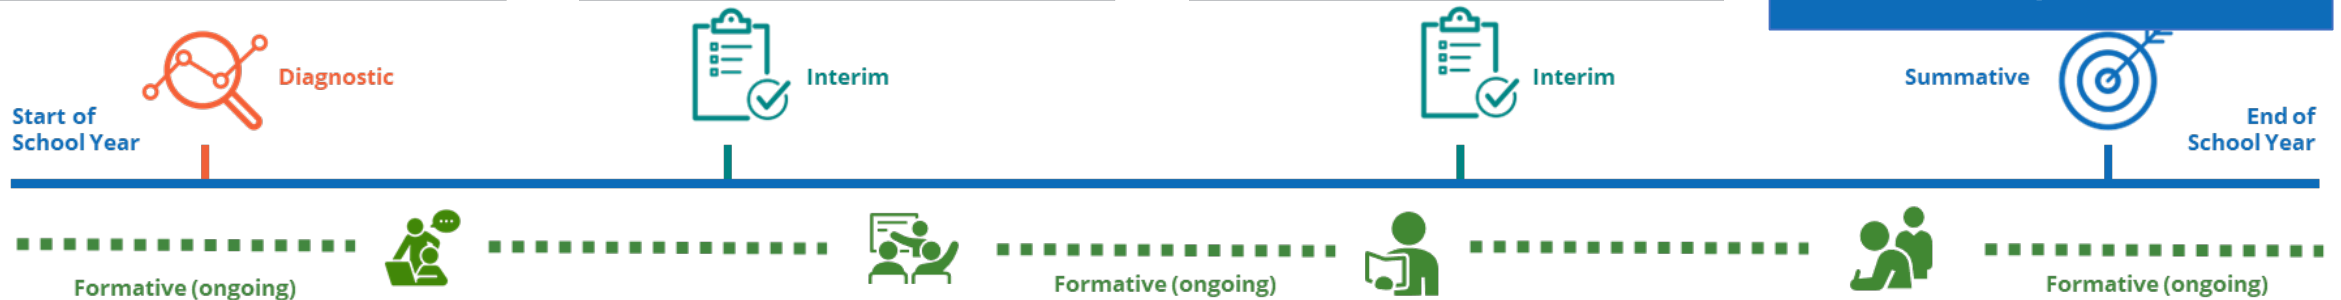 Diagnostic
Interim
Interim
Summative
Start of
School Year
End of
School Year
Formative (ongoing)
Formative (ongoing)
Formative (ongoing)